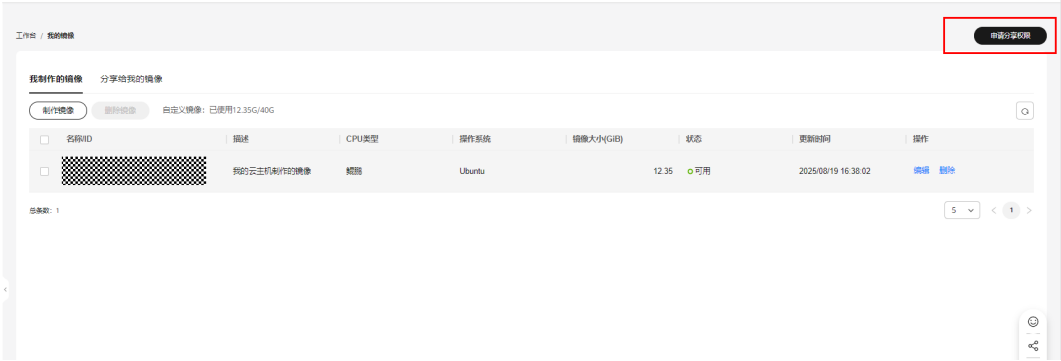 工作台 / 我的镜像
申请分享权限
我制作的镜像 分享给我的镜像
制作镜像 删除镜像 自定义镜像：已使用12.35G/40G
名称/ID 描述 CPU类型 操作系统 镜像大小(GiB) 状态 更新时间 操作
我的云主机制作的镜像 鲲鹏 Ubuntu 12.35 可用 2025/08/19 16:38:02 编辑 删除
总条数：1
5 1